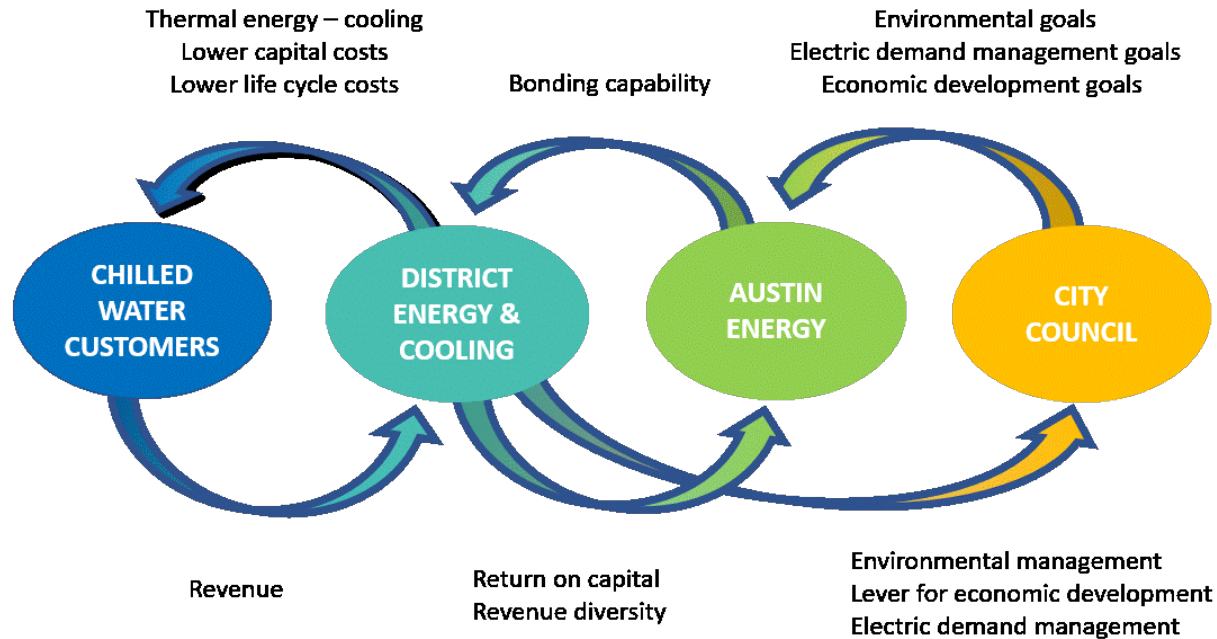 Thermal energy – cooling
Lower capital costs
Lower life cycle costs
Bonding capability
Environmental goals
Electric demand management goals
Economic development goals
CHILLED
WATER
CUSTOMERS
DISTRICT
ENERGY &
COOLING
AUSTIN
ENERGY
CITY
COUNCIL
Revenue
Return on capital
Revenue diversity
Environmental management
Lever for economic development
Electric demand management